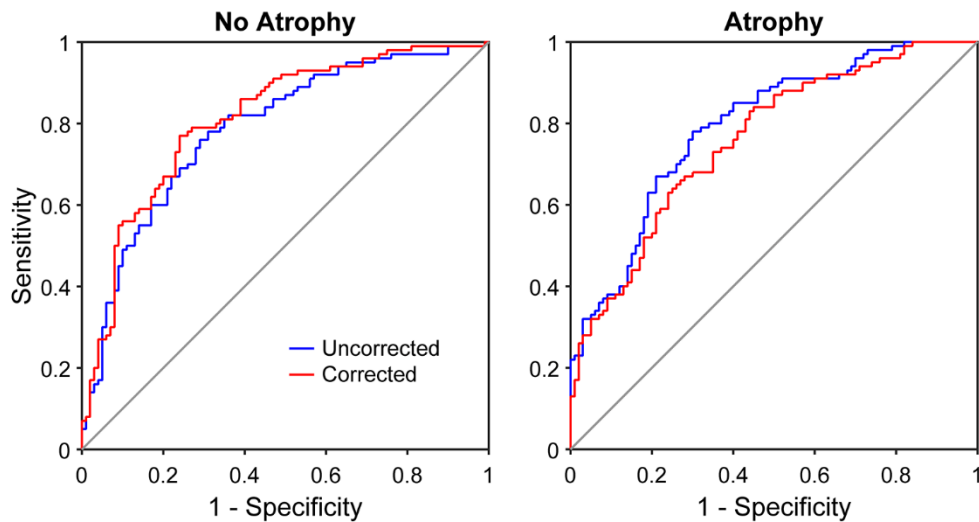 No Atrophy
Atrophy
Sensitivity
1
0.8
0.6
0.4
0.2
0
Uncorrected
Corrected
0 0.2 0.4 0.6 0.8 1
1 - Specificity
1
0.8
0.6
0.4
0.2
0
0 0.2 0.4 0.6 0.8 1
1 - Specificity